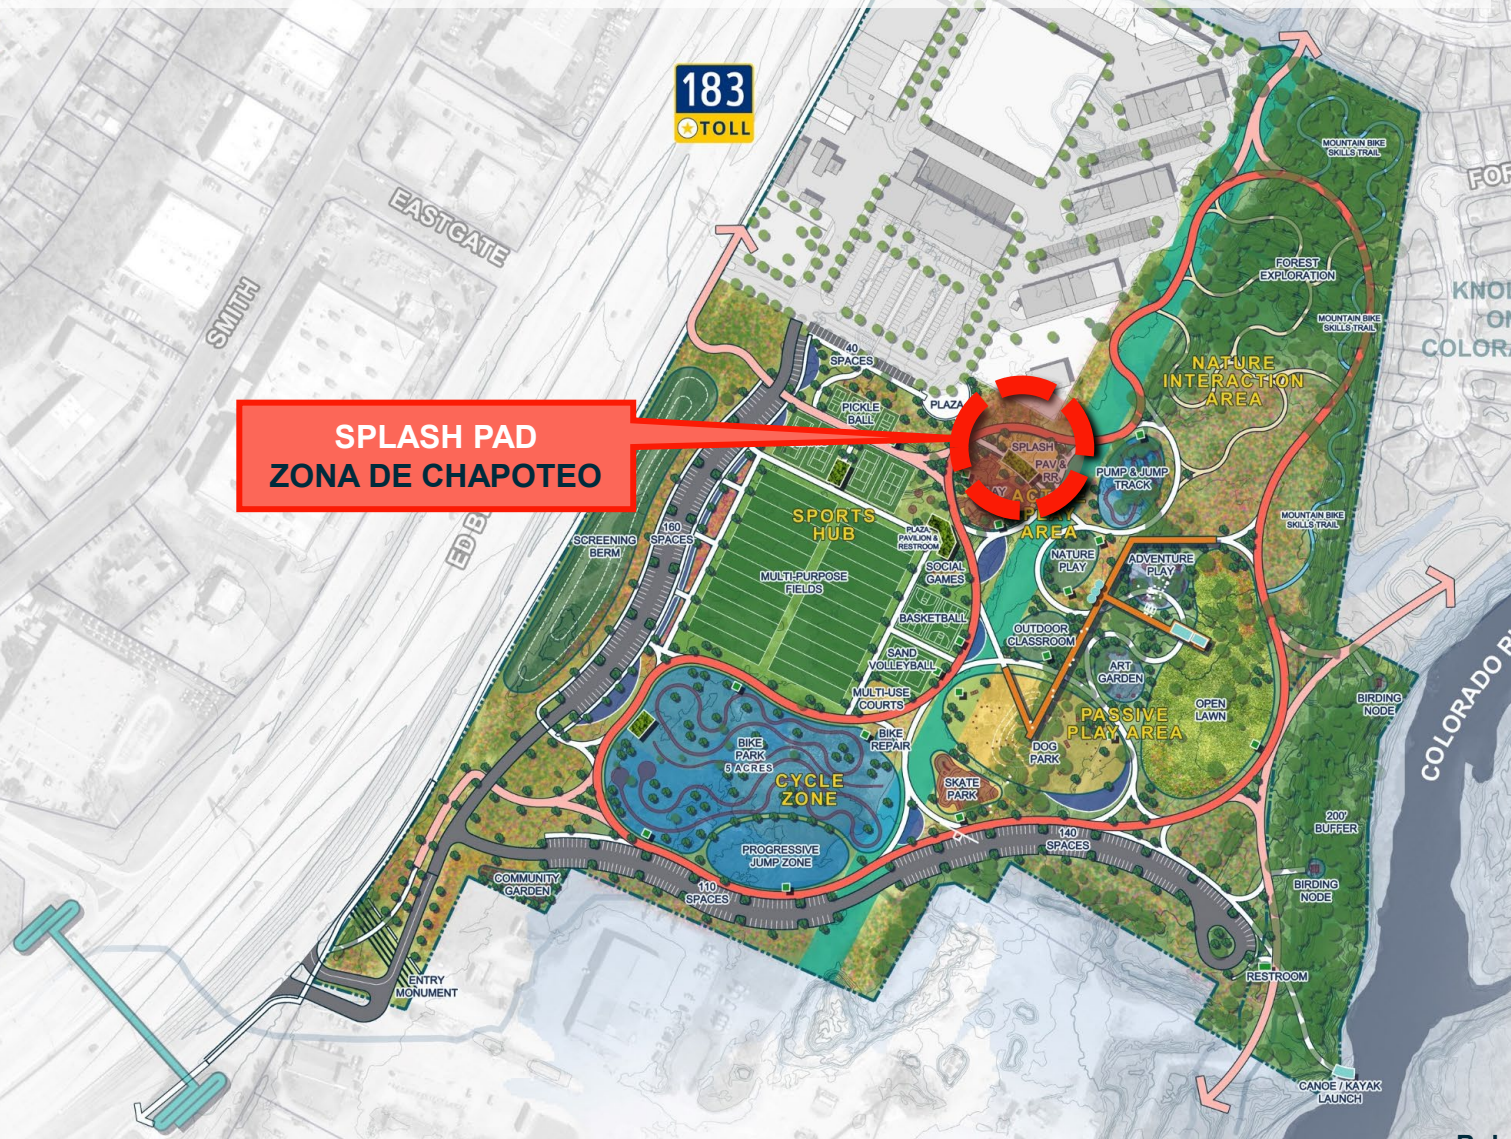 183
TOLL
EASTGATE
SMITH
MOUNTAIN BIKE
SKILLS TRAIL
FOREST
EXPLORATION
MOUNTAIN BIKE
SKILLS TRAIL
NATURE
INTERACTION
AREA
40
SPACES
PICKLE
BALL
PLAZA
SPLASH PAD
ZONA DE CHAPOTEO
SPLASH
PAV &
RR
PUMP & JUMP
TRACK
AREA
SPORTS
HUB
PLAZA
PAVILION &
RESTROOM
MOUNTAIN BIKE
SKILLS TRAIL
SCREENING
BERM
160
SPACES
MULTI-PURPOSE
FIELDS
SOCIAL
GAMES
NATURE
PLAY
ADVENTURE
PLAY
BASKETBALL
OUTDOOR
CLASSROOM
SAND
VOLLEYBALL
ART
GARDEN
MULTI-USE
COURTS
OPEN
LAWN
BIRDING
NODE
PASSIVE
PLAY AREA
BIKE
REPAIR
BIKE
PARK
5 ACRES
DOG
PARK
CYCLE
ZONE
SKATE
PARK
COLORADO
200'
BUFFER
140
SPACES
PROGRESSIVE
JUMP ZONE
COMMUNITY
GARDEN
110
SPACES
BIRDING
NODE
ENTRY
MONUMENT
RESTROOM
CANOE / KAYAK
LAUNCH